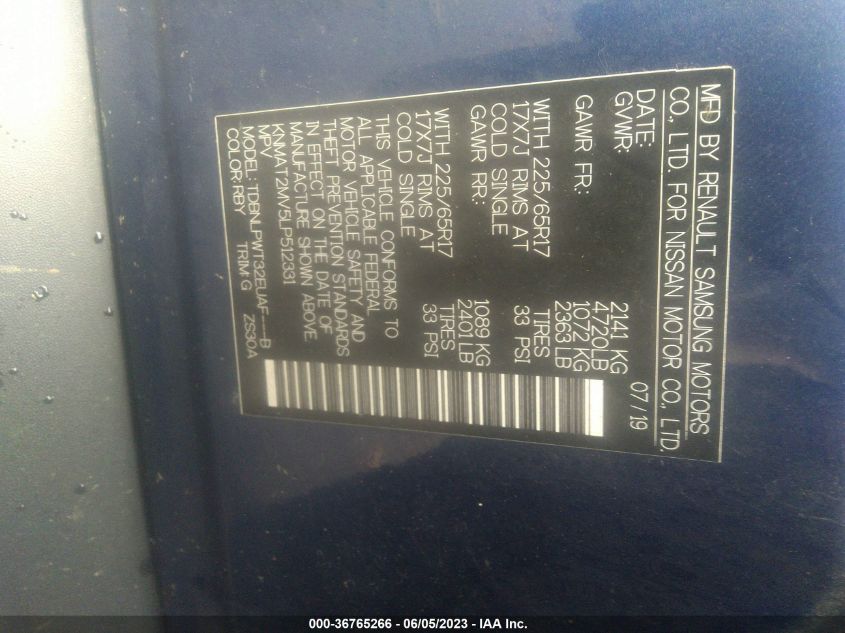 MFD BY RENAULT SAMSUNG MOTORS
CO., LTD. FOR NISSAN MOTOR CO., LTD.
DATE: 07/19
GVWR: 2141 KG
4720LB
GAWR FR: 1072 KG
2363 LB
WITH 225/65R17 TIRES
17X7J RIMS AT 33 PSI
COLD SINGLE
GAWR RR: 1089 KG
2401LB
WITH 225/65R17 TIRES
17X7J RIMS AT 33 PSI
COLD SINGLE
THIS VEHICLE CONFORMS TO
ALL APPLICABLE FEDERAL
MOTOR VEHICLE SAFETY AND
THEFT PREVENTION STANDARDS
IN EFFECT ON THE DATE OF
MANUFACTURE SHOWN ABOVE.
KNMAT2MV5LP512331
MPV
MODEL: TDBNLPWT32EUAF----B
COLOR:RBY TRIM:G ZS30A
000-36765266 - 06/05/2023 - IAA Inc.